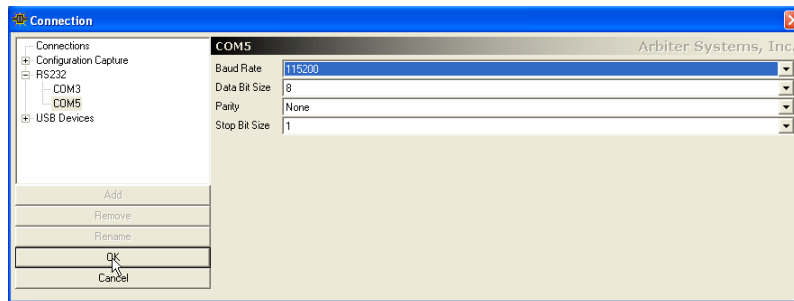 Connection
Connections
Configuration Capture
RS232
COM3
COM5
USB Devices
Add
Remove
Rename
OK
Cancel
COM5
Arbiter Systems, Inc.
Baud Rate 115200
Data Bit Size 8
Parity None
Stop Bit Size 1